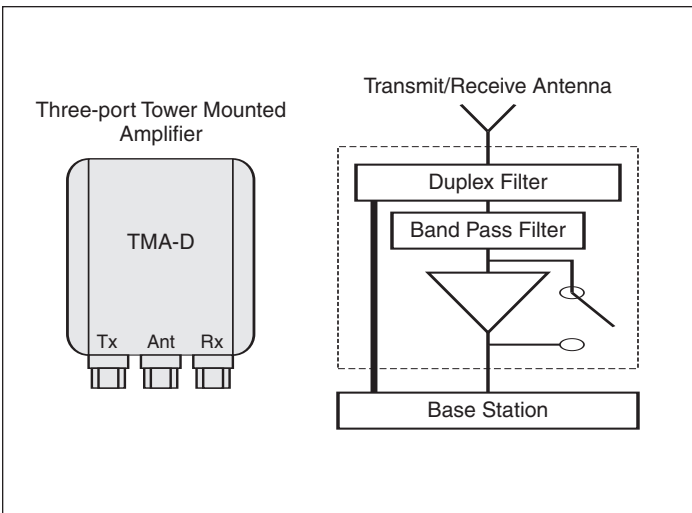 Three-port Tower Mounted
Amplifier
TMA-D
Tx Ant Rx
Transmit/Receive Antenna
Duplex Filter
Band Pass Filter
Base Station